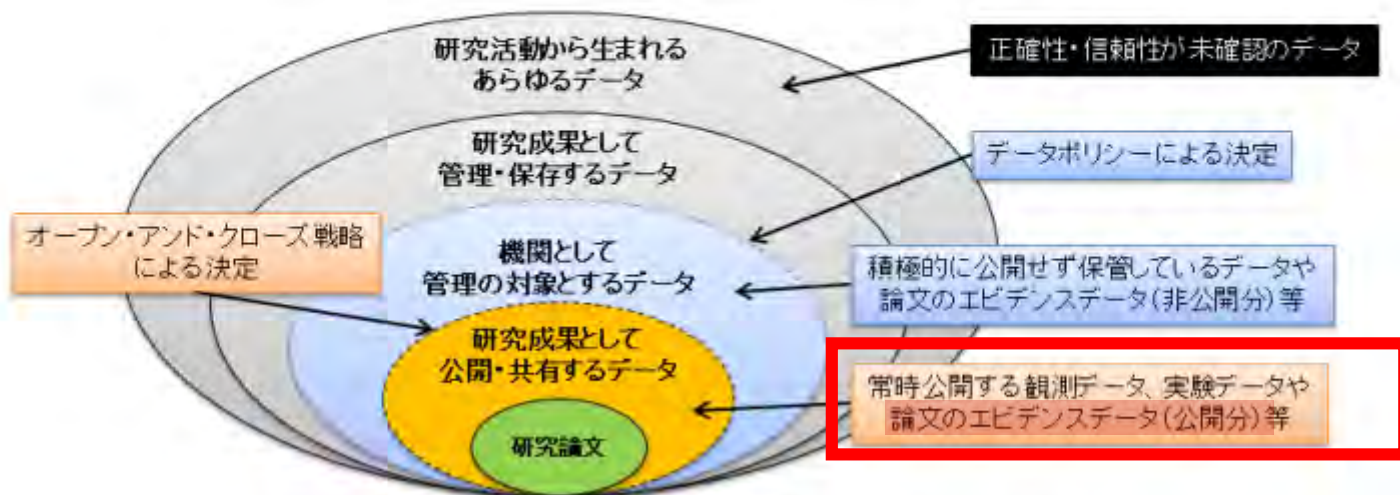 研究活動から生まれる
あらゆるデータ
正確性・信頼性が未確認のデータ
研究成果として
管理・保存するデータ
データポリシーによる決定
オープン・アンド・クローズ戦略
による決定
機関として
管理の対象とするデータ
積極的に公開せず保管しているデータや
論文のエビデンスデータ(非公開分)等
研究成果として
公開・共有するデータ
常時公開する観測データ、実験データや
論文のエビデンスデータ(公開分)等
研究論文